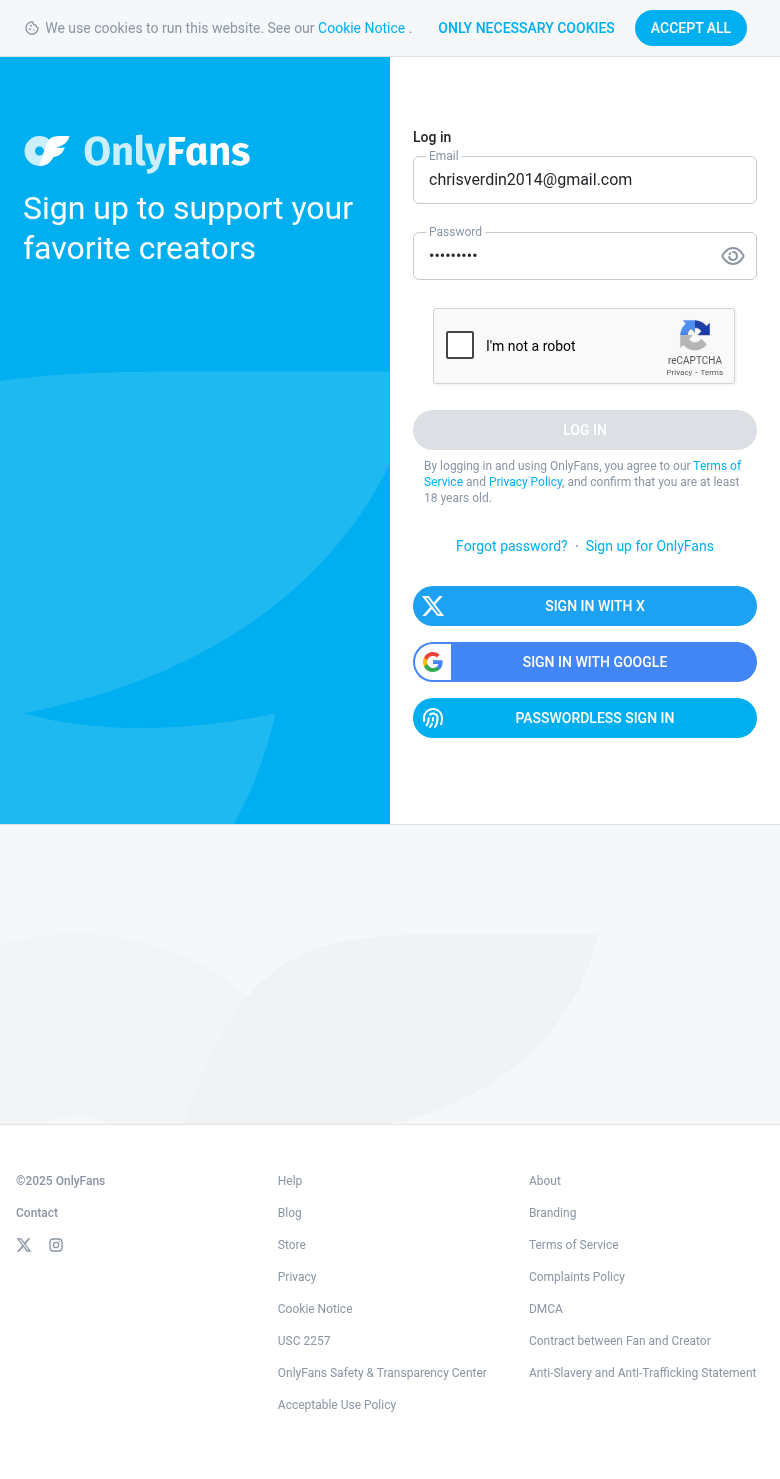 We use cookies to run this website. See our Cookie Notice .
ONLY NECESSARY COOKIES
ACCEPT ALL
OnlyFans
Sign up to support your
favorite creators
Log in
Email
chrisverdin2014@gmail.com
Password
•••••••••
I'm not a robot
reCAPTCHA
Privacy - Terms
LOG IN
By logging in and using OnlyFans, you agree to our Terms of
Service and Privacy Policy, and confirm that you are at least
18 years old.
Forgot password? · Sign up for OnlyFans
SIGN IN WITH X
SIGN IN WITH GOOGLE
PASSWORDLESS SIGN IN
©2025 OnlyFans
Contact
Help
Blog
Store
Privacy
Cookie Notice
USC 2257
OnlyFans Safety & Transparency Center
Acceptable Use Policy
About
Branding
Terms of Service
Complaints Policy
DMCA
Contract between Fan and Creator
Anti-Slavery and Anti-Trafficking Statement